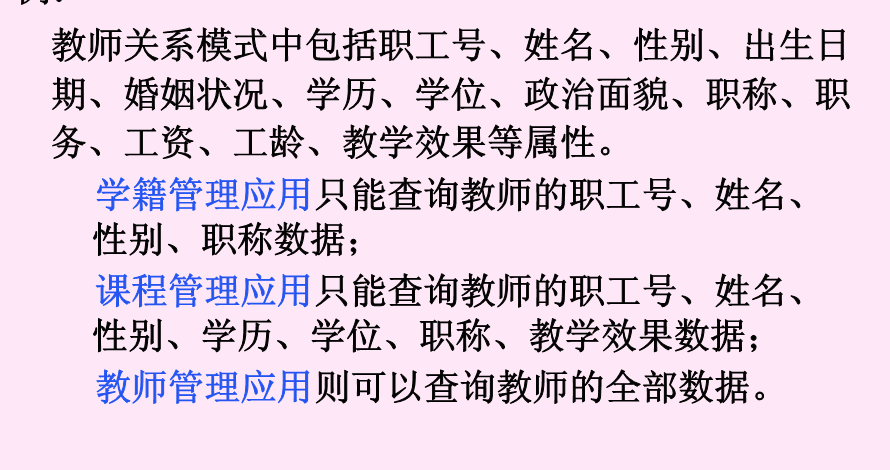 教师关系模式中包括职工号、姓名、性别、出生日
期、婚姻状况、学历、学位、政治面貌、职称、职
务、工资、工龄、教学效果等属性。
学籍管理应用只能查询教师的职工号、姓名、
性别、职称数据；
课程管理应用只能查询教师的职工号、姓名、
性别、学历、学位、职称、教学效果数据；
教师管理应用则可以查询教师的全部数据。